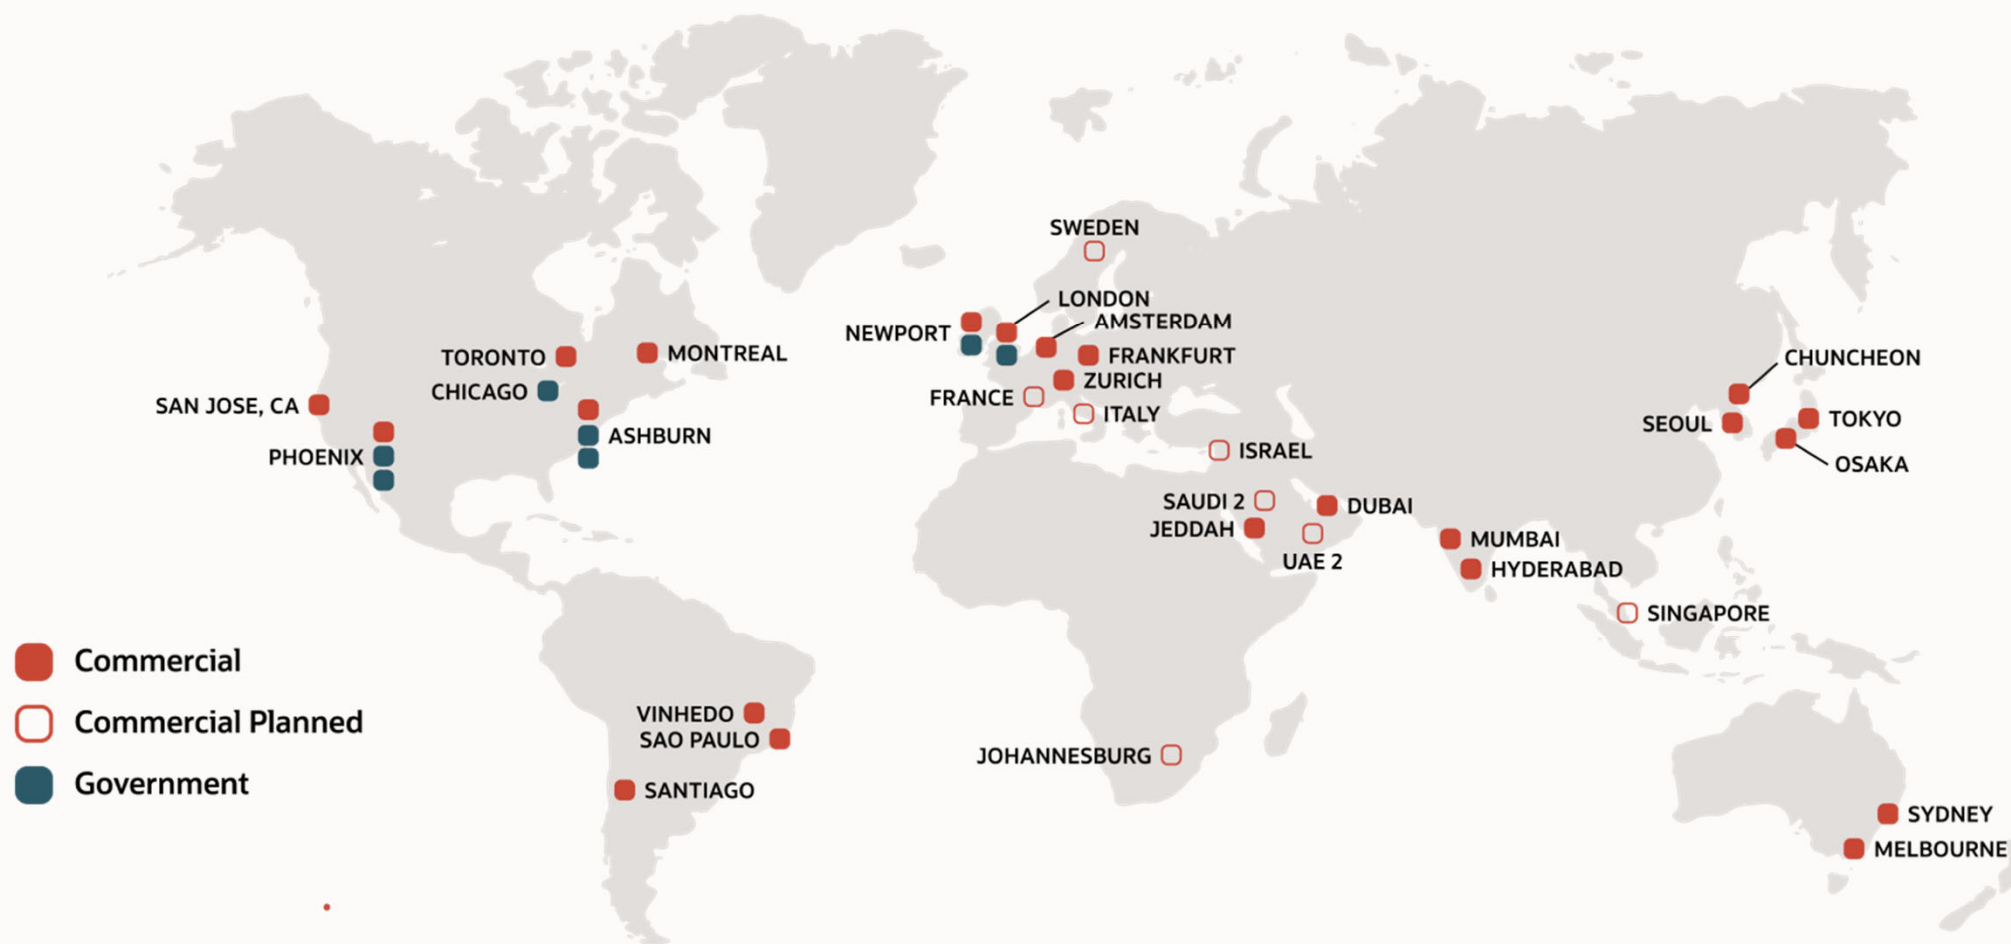 SWEDEN
LONDON
AMSTERDAM
NEWPORT
FRANKFURT
ZURICH
FRANCE
ITALY
TORONTO
MONTREAL
CHICAGO
SAN JOSE, CA
ASHBURN
PHOENIX
CHUNCHEON
SEOUL
TOKYO
OSAKA
ISRAEL
SAUDI 2
DUBAI
JEDDAH
UAE 2
MUMBAI
HYDERABAD
SINGAPORE
Commercial
Commercial Planned
Government
VINHEDO
SAO PAULO
SANTIAGO
JOHANNESBURG
SYDNEY
MELBOURNE